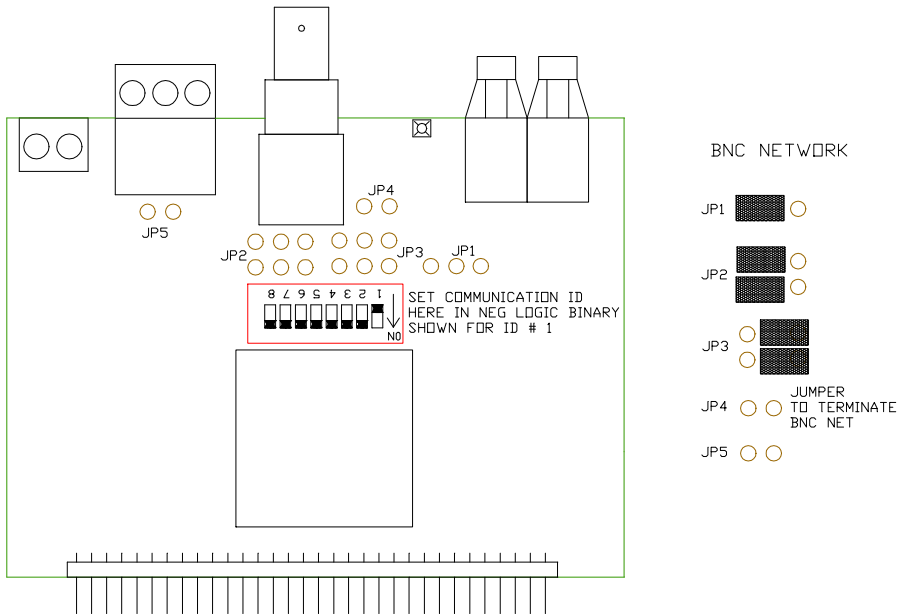 BNC NETWORK
JP4
JP1
JP5
JP2
JP3
JP1
JP2
8 7 6 5 4 3 2 1
SET COMMUNICATION ID
HERE IN NEG LOGIC BINARY
SHOWN FOR ID # 1
ON
JP3
JP4
JUMPER
TO TERMINATE
BNC NET
JP5